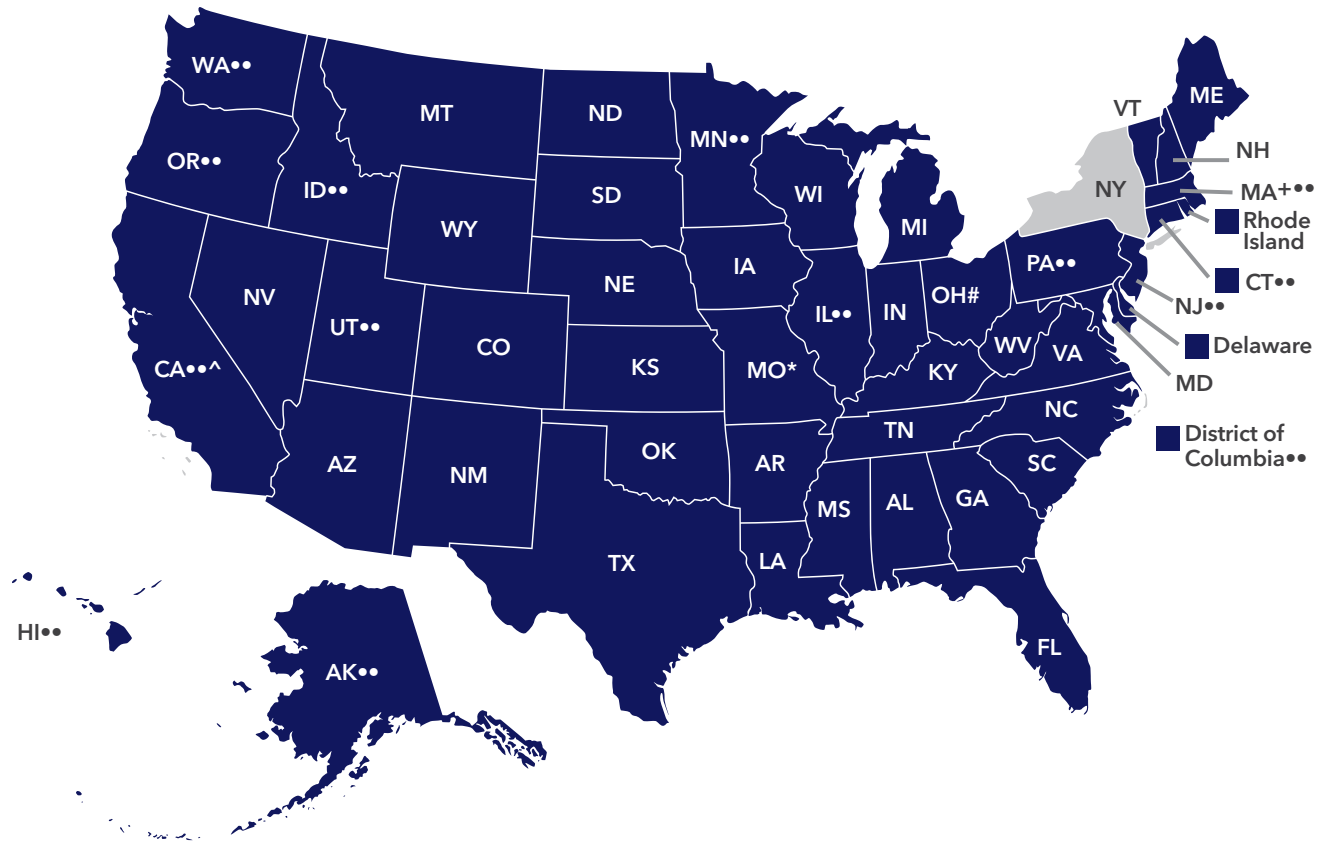 WA••
MT
ND
MN••
VT
ME
OR••
ID••
SD
WI
NY
NH
MA+••
WY
MI
Rhode
Island
NV
NE
IA
PA••
CT••
UT••
CO
IL••
IN
OH#
NJ••
CA••^
KS
MO*
KY
WV
VA
Delaware
MD
AZ
NM
OK
AR
TN
NC
District of
Columbia••
SC
MS
AL
GA
TX
LA
HI••
AK••
FL